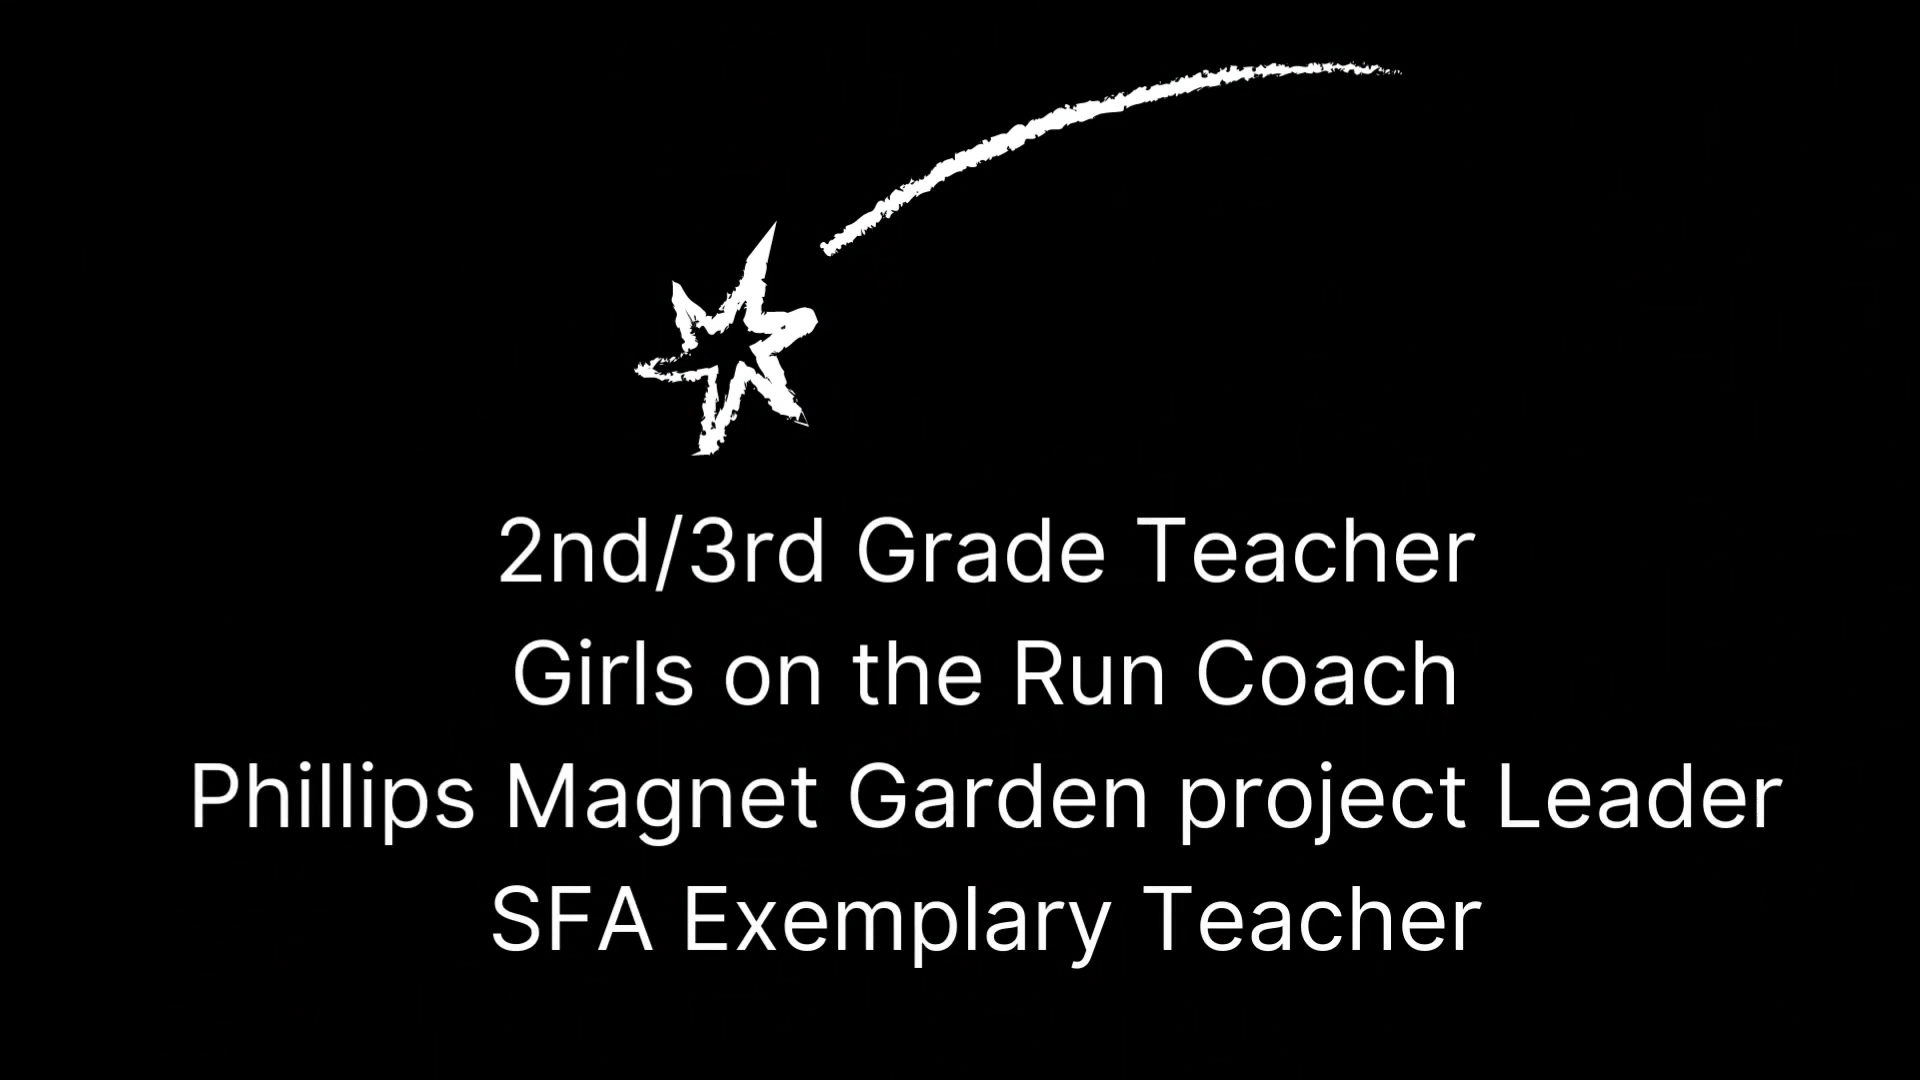 2nd/3rd Grade Teacher
Girls on the Run Coach
Phillips Magnet Garden project Leader
SFA Exemplary Teacher